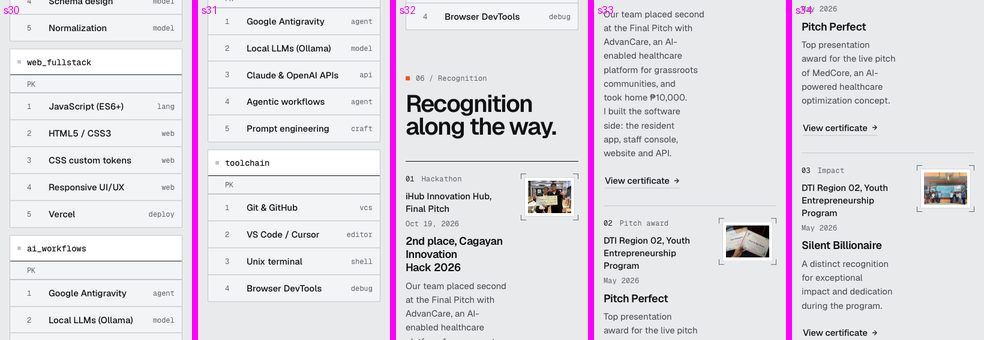 s30
4 Schema design model
5 Normalization model
web_fullstack
PK
1 JavaScript (ES6+) lang
2 HTML5 / CSS3 web
3 CSS custom tokens web
4 Responsive UI/UX web
5 Vercel deploy
ai_workflows
PK
1 Google Antigravity agent
2 Local LLMs (Ollama) model
s31
1 Google Antigravity agent
2 Local LLMs (Ollama) model
3 Claude & OpenAI APIs api
4 Agentic workflows agent
5 Prompt engineering craft
toolchain
PK
1 Git & GitHub vcs
2 VS Code / Cursor editor
3 Unix terminal shell
4 Browser DevTools debug
s32
4 Browser DevTools debug
06 / Recognition
Recognition
along the way.
01 Hackathon
iHub Innovation Hub,
Final Pitch
Oct 19, 2026
2nd place, Cagayan
Innovation
Hack 2026
Our team placed second
at the Final Pitch with
AdvanCare, an AI-
enabled healthcare
s33
Our team placed second
at the Final Pitch with
AdvanCare, an AI-
enabled healthcare
platform for grassroots
communities, and
took home ₱10,000.
I built the software
side: the resident
app, staff console,
website and API.
View certificate →
02 Pitch award
DTI Region 02, Youth
Entrepreneurship
Program
May 2026
Pitch Perfect
Top presentation
award for the live pitch
s34
May 2026
Pitch Perfect
Top presentation
award for the live pitch
of MedCore, an AI-
powered healthcare
optimization concept.
View certificate →
03 Impact
DTI Region 02, Youth
Entrepreneurship
Program
May 2026
Silent Billionaire
A distinct recognition
for exceptional
impact and dedication
during the program.
View certificate →